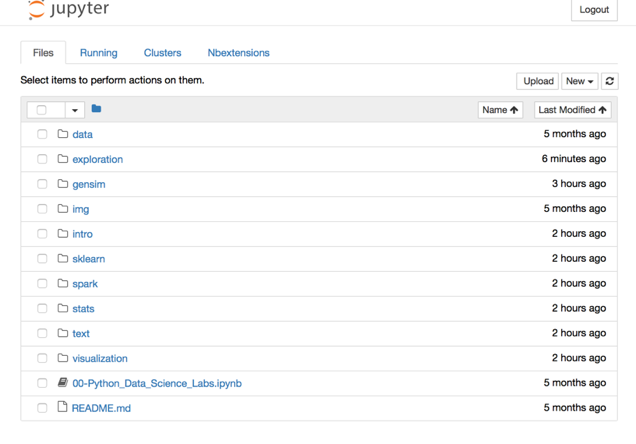 jupyter
Logout
Files Running Clusters Nbextensions
Select items to perform actions on them.
Upload New
Name Last Modified
data 5 months ago
exploration 6 minutes ago
gensim 3 hours ago
img 5 months ago
intro 2 hours ago
sklearn 2 hours ago
spark 2 hours ago
stats 2 hours ago
text 2 hours ago
visualization 2 hours ago
00-Python_Data_Science_Labs.ipynb 5 months ago
README.md 5 months ago